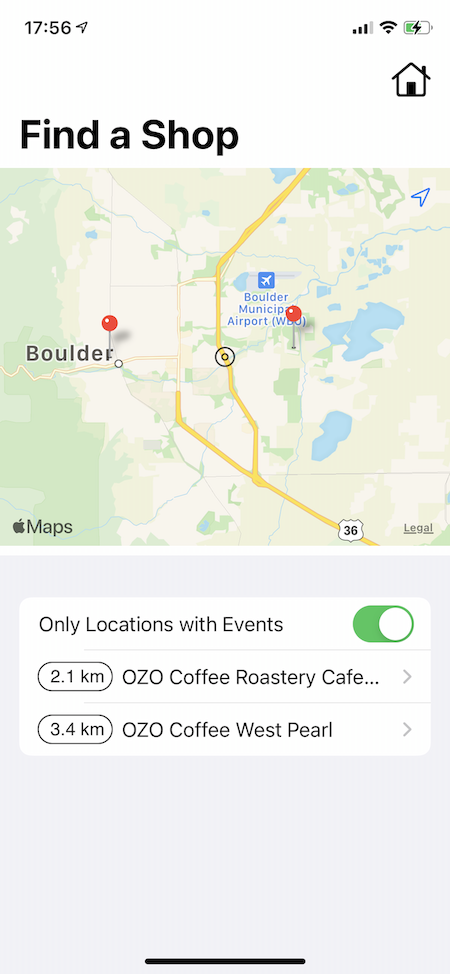 17:56
Find a Shop
Boulder
Municipal
Airport (WBU)
Boulder
Maps
36
Legal
Only Locations with Events
2.1 km OZO Coffee Roastery Cafe...
3.4 km OZO Coffee West Pearl